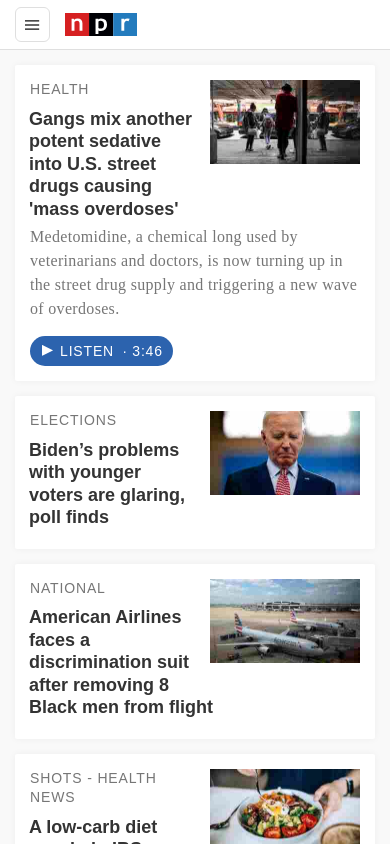 npr
HEALTH
Gangs mix another
potent sedative
into U.S. street
drugs causing
'mass overdoses'
Medetomidine, a chemical long used by
veterinarians and doctors, is now turning up in
the street drug supply and triggering a new wave
of overdoses.
LISTEN · 3:46
ELECTIONS
Biden’s problems
with younger
voters are glaring,
poll finds
NATIONAL
American Airlines
faces a
discrimination suit
after removing 8
Black men from flight
SHOTS - HEALTH
NEWS
A low-carb diet